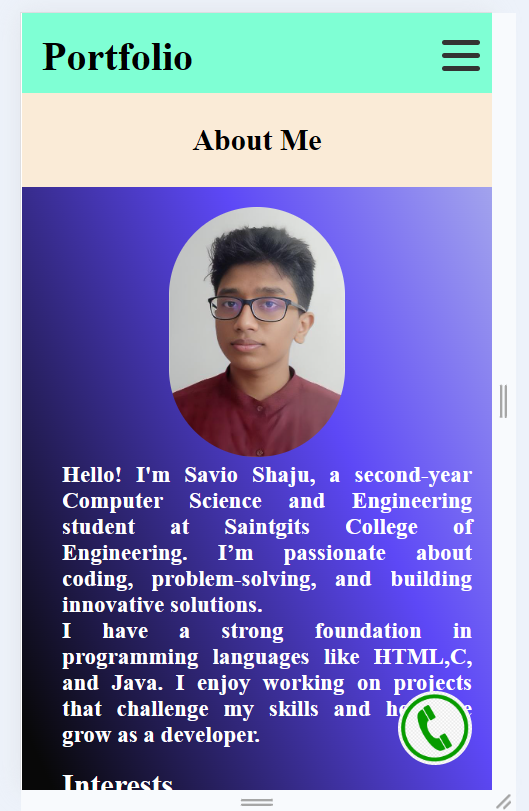 Portfolio
About Me
Hello! I'm Savio Shaju, a second-year
Computer Science and Engineering
student at Saintgits College of
Engineering. I’m passionate about
coding, problem-solving, and building
innovative solutions.
I have a strong foundation in
programming languages like HTML,C,
and Java. I enjoy working on projects
that challenge my skills and
grow as a developer.
Interests